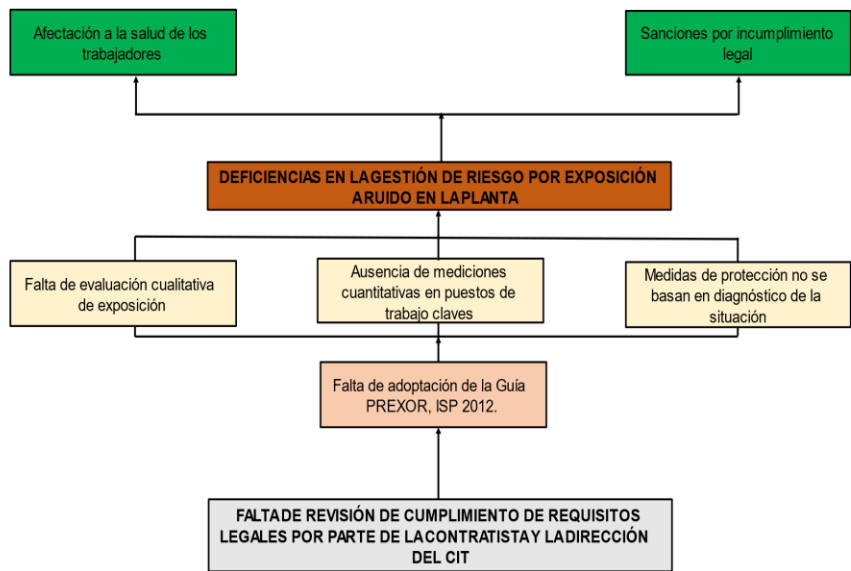 Afectación a la salud de los
trabajadores
Sanciones por incumplimiento
legal
DEFICIENCIAS EN LAGESTIÓN DE RIESGO POR EXPOSICIÓN
ARUIDO EN LAPLANTA
Falta de evaluación cualitativa
de exposición
Ausencia de mediciones
cuantitativas en puestos de
trabajo claves
Medidas de protección no se
basan en diagnóstico de la
situación
Falta de adoptación de la Guía
PREXOR, ISP 2012.
FALTA DE REVISIÓN DE CUMPLIMIENTO DE REQUISITOS
LEGALES POR PARTE DE LACONTRATISTAY LADIRECCIÓN
DEL CIT